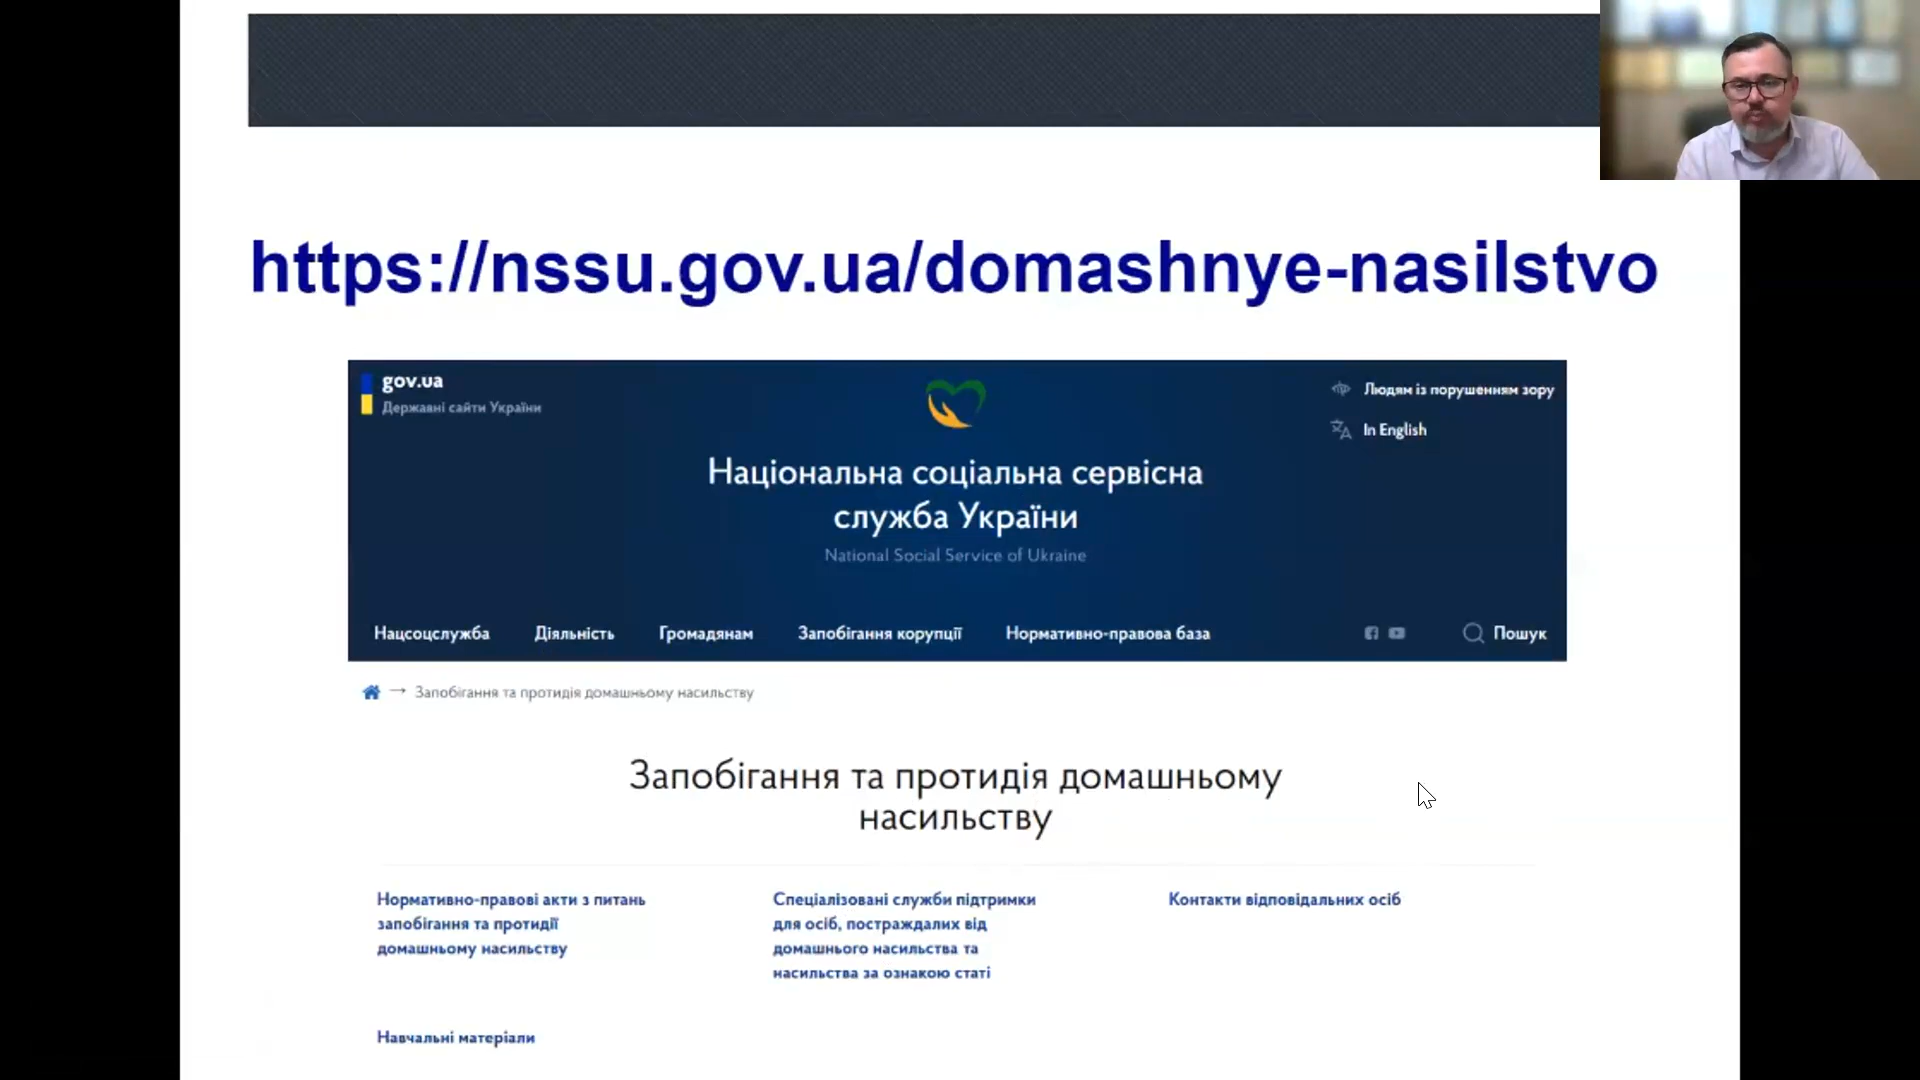 https://nssu.gov.ua/domashnye-nasilstvo
gov.ua
Державні сайти України
Людям із порушенням зору
In English
Національна соціальна сервісна
служба України
National Social Service of Ukraine
Нацсоцслужба
Діяльність
Громадянам
Запобігання корупції
Нормативно-правова база
Пошук
Запобігання та протидія домашньому насильству
Запобігання та протидія домашньому
насильству
Нормативно-правові акти з питань
запобігання та протидії
домашньому насильству
Спеціалізовані служби підтримки
для осіб, постраждалих від
домашнього насильства та
насильства за ознакою статі
Контакти відповідальних осіб
Навчальні матеріали